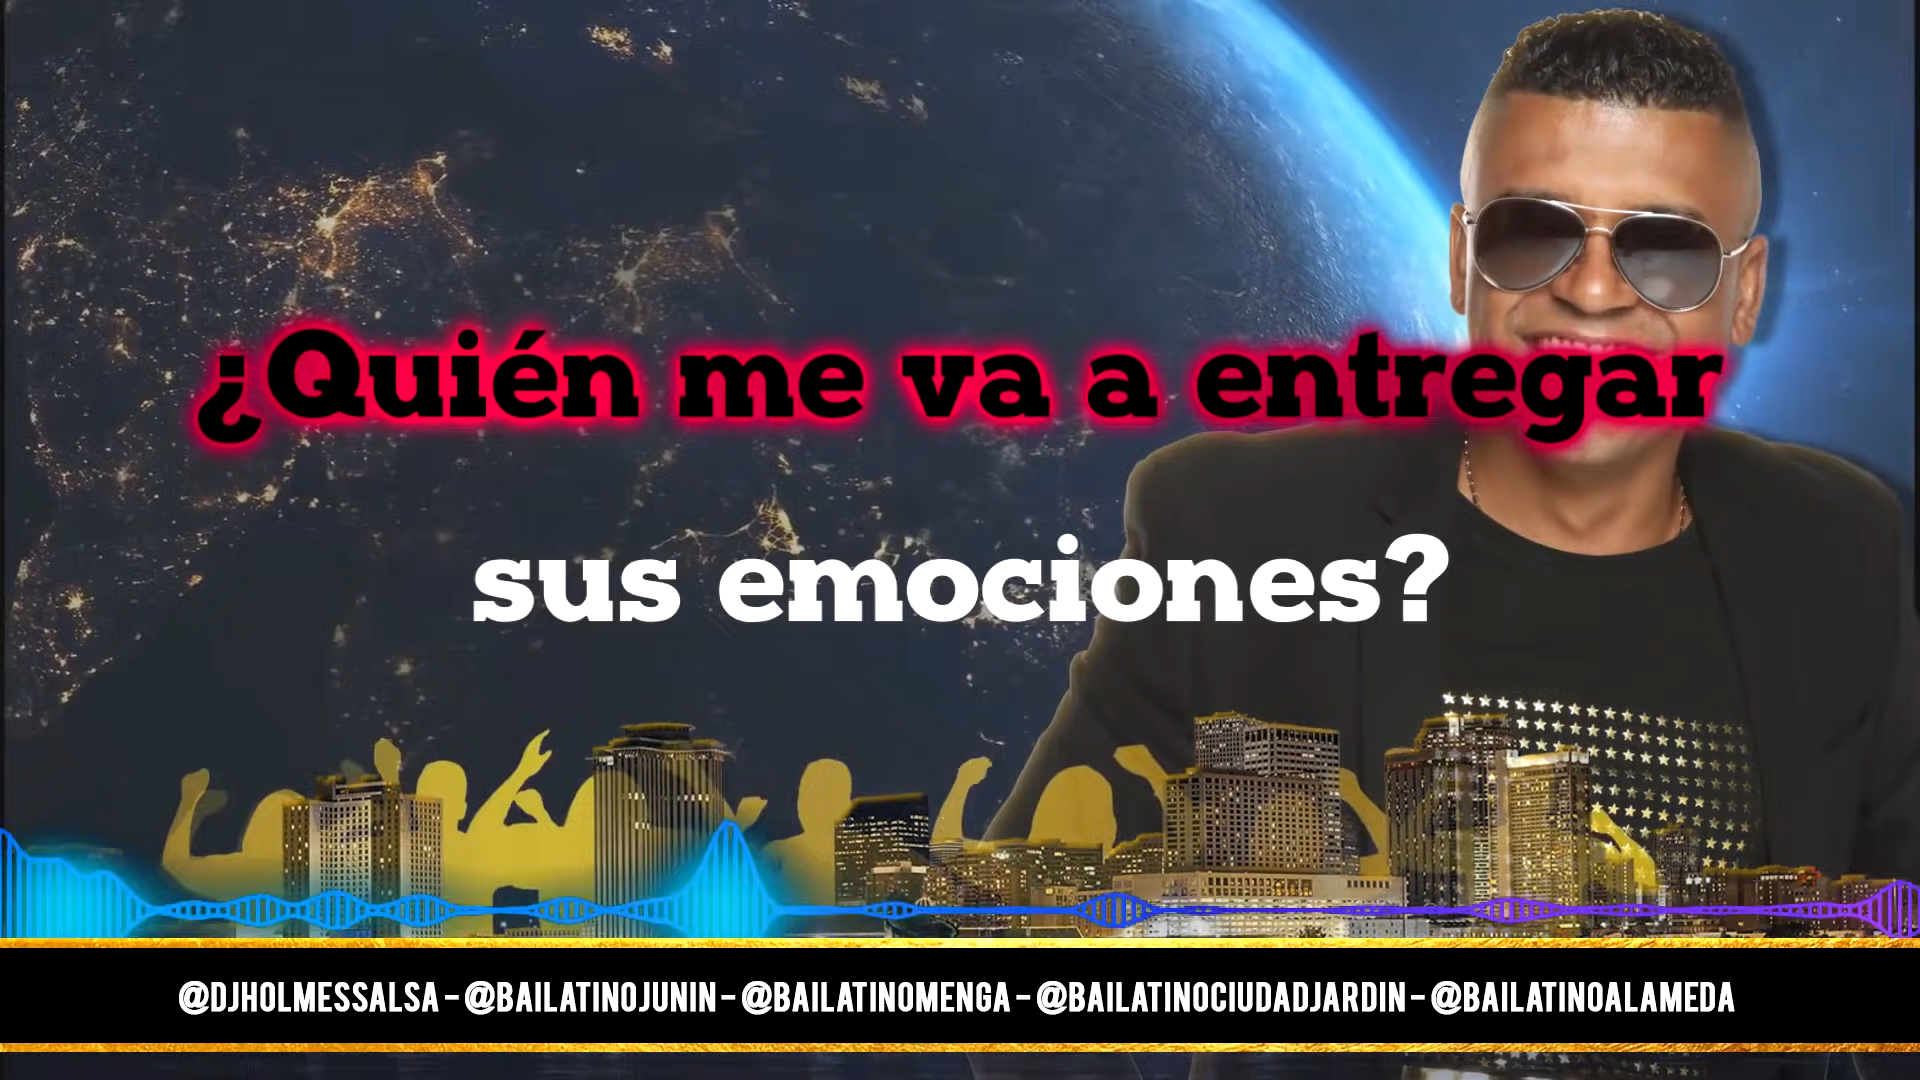 ¿Quién me va a entregar
sus emociones?
@DJHOLMESSALSA - @BAILATINOJUNIN - @BAILATINOMENGA - @BAILATINOCIUDADJARDIN - @BAILATINOALAMEDA